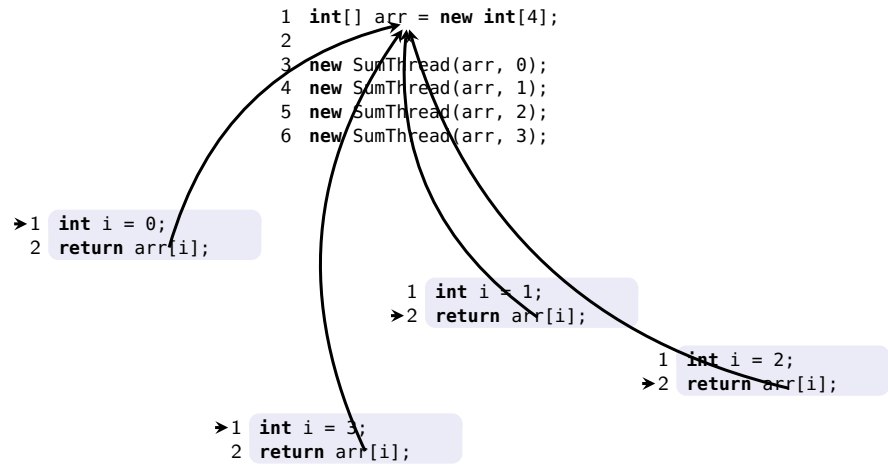 1 int[] arr = new int[4];
2
3 new SumThread(arr, 0);
4 new SumThread(arr, 1);
5 new SumThread(arr, 2);
6 new SumThread(arr, 3);
1 int i = 0;
2 return arr[i];
1 int i = 1;
2 return arr[i];
1 int i = 2;
2 return arr[i];
1 int i = 3;
2 return arr[i];